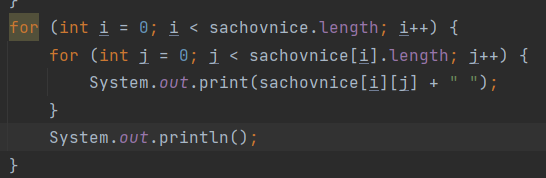 }
for (int i = 0; i < sachovnice.length; i++) {
    for (int j = 0; j < sachovnice[i].length; j++) {
        System.out.print(sachovnice[i][j] + " ");
    }
    System.out.println();
}